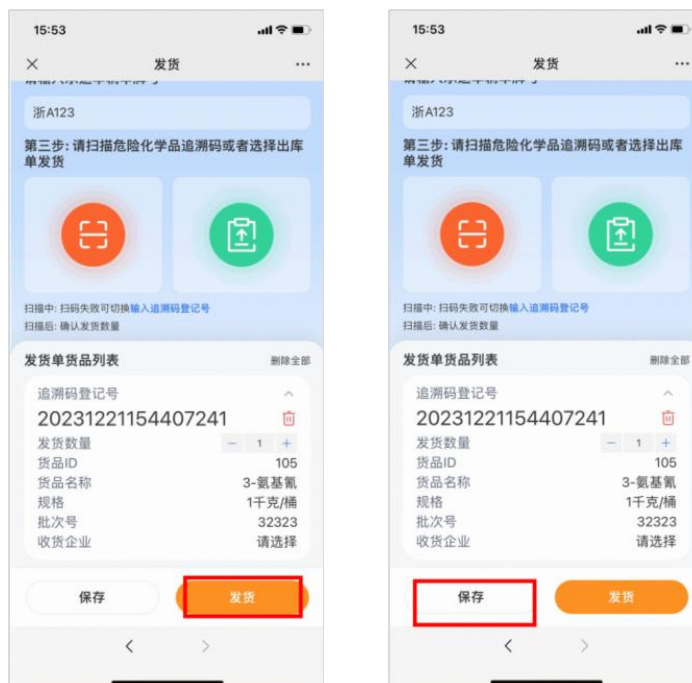 15:53
发货
浙A123
第三步: 请扫描危险化学品追溯码或者选择出库
单发货
扫描中: 扫码失败可切换输入追溯码登记号
扫描后: 确认发货数量
发货单货品列表 删除全部
追溯码登记号
20231221154407241
发货数量 - 1 +
货品ID 105
货品名称 3-氨基氰
规格 1千克/桶
批次号 32323
收货企业 请选择
保存 发货
15:53
发货
浙A123
第三步: 请扫描危险化学品追溯码或者选择出库
单发货
扫描中: 扫码失败可切换输入追溯码登记号
扫描后: 确认发货数量
发货单货品列表 删除全部
追溯码登记号
20231221154407241
发货数量 - 1 +
货品ID 105
货品名称 3-氨基氰
规格 1千克/桶
批次号 32323
收货企业 请选择
保存 发货